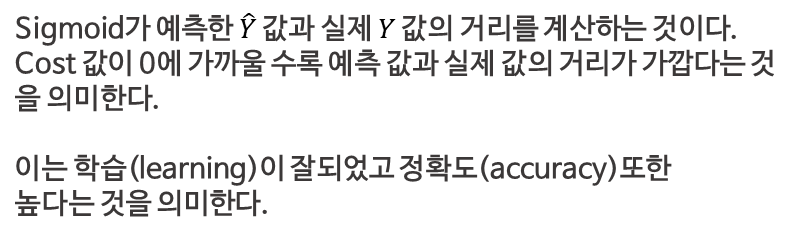 Sigmoid가 예측한 Ŷ 값과 실제 Y 값의 거리를 계산하는 것이다.
Cost 값이 0에 가까울 수록 예측 값과 실제 값의 거리가 가깝다는 것
을 의미한다.
이는 학습(learning)이 잘되었고 정확도(accuracy)또한
높다는 것을 의미한다.